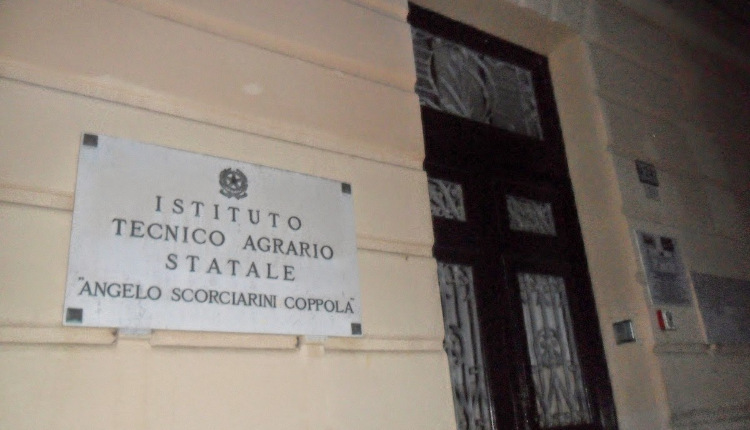 ISTITUTO
TECNICO AGRARIO
STATALE
"ANGELO SCORCIARINI COPPOLA"